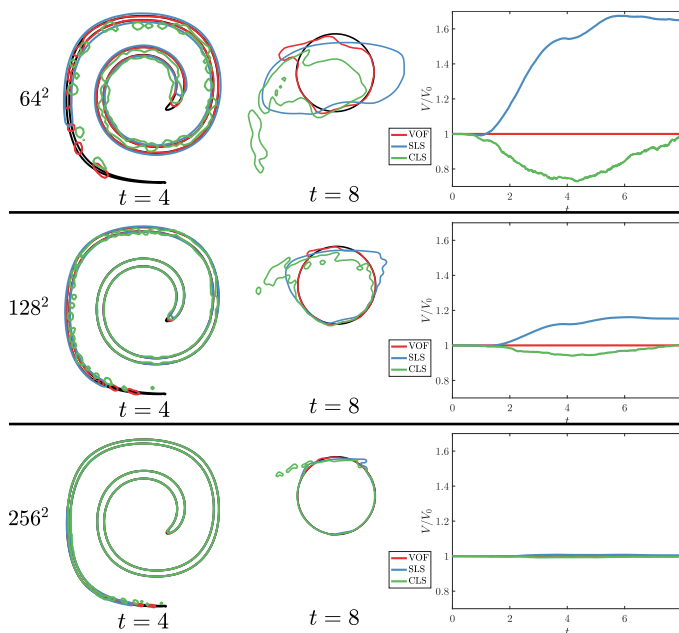 64²
t = 4
t = 8
V/V₀
1.6
1.4
1.2
1
0.8
0
2
4
6
t
VOF
SLS
CLS
128²
t = 4
t = 8
V/V₀
1.6
1.4
1.2
1
0.8
0
2
4
6
t
VOF
SLS
CLS
256²
t = 4
t = 8
V/V₀
1.6
1.4
1.2
1
0.8
0
2
4
6
t
VOF
SLS
CLS